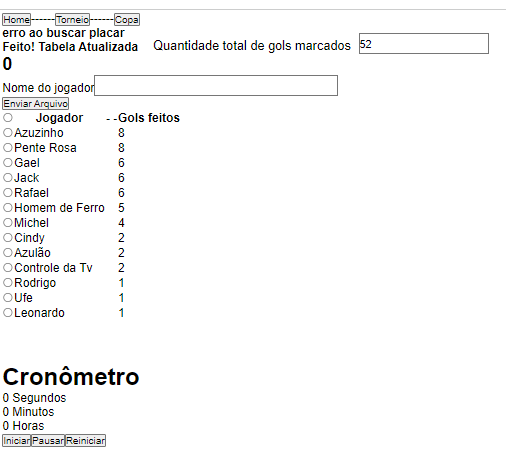 Home------Torneio------Copa
erro ao buscar placar
Feito! Tabela Atualizada Quantidade total de gols marcados 52
0
Nome do jogador
Enviar Arquivo
Jogador - -Gols feitos
Azuzinho 8
Pente Rosa 8
Gael 6
Jack 6
Rafael 6
Homem de Ferro 5
Michel 4
Cindy 2
Azulão 2
Controle da Tv 2
Rodrigo 1
Ufe 1
Leonardo 1
Cronômetro
0 Segundos
0 Minutos
0 Horas
Iniciar Pausar Reiniciar